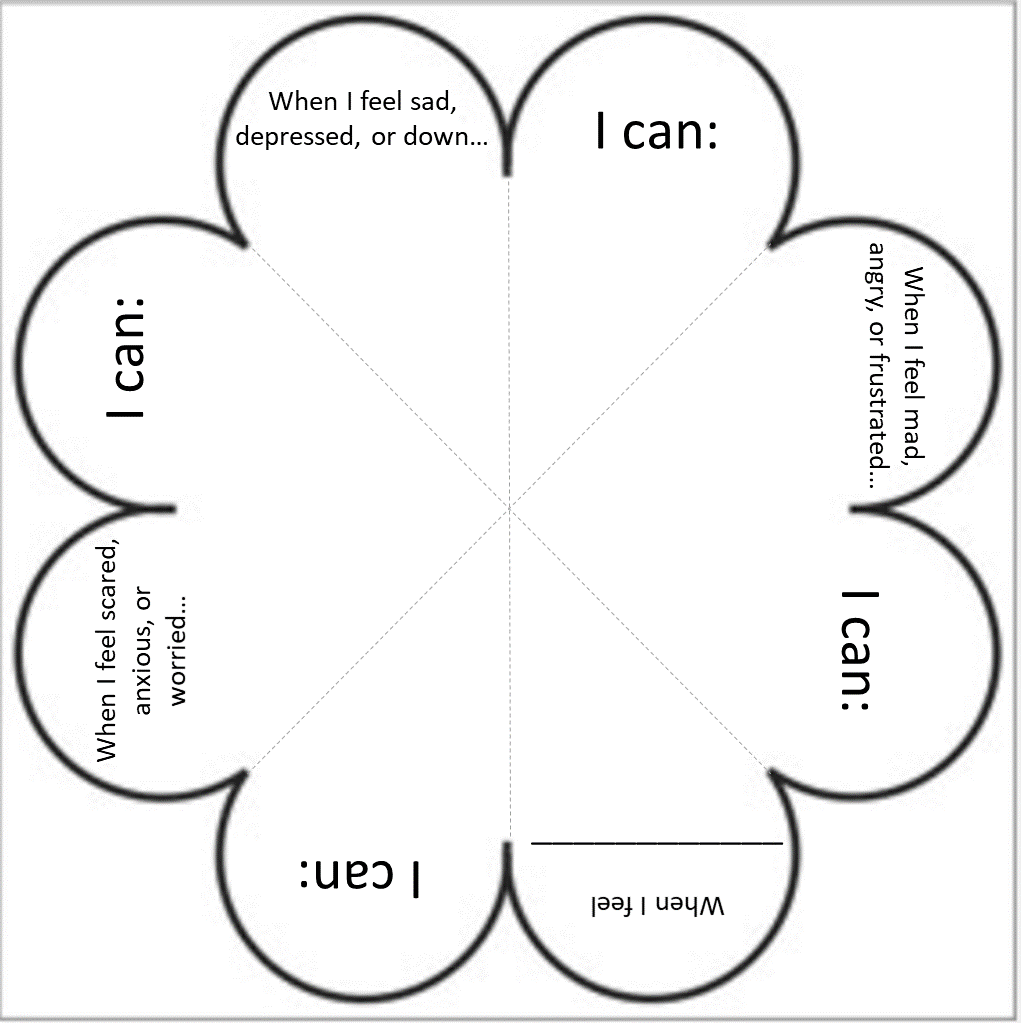 When I feel sad,
depressed, or down...
I can:
When I feel mad,
angry, or frustrated...
I can:
When I feel
____________________
I can:
When I feel scared,
anxious, or
worried...
I can: